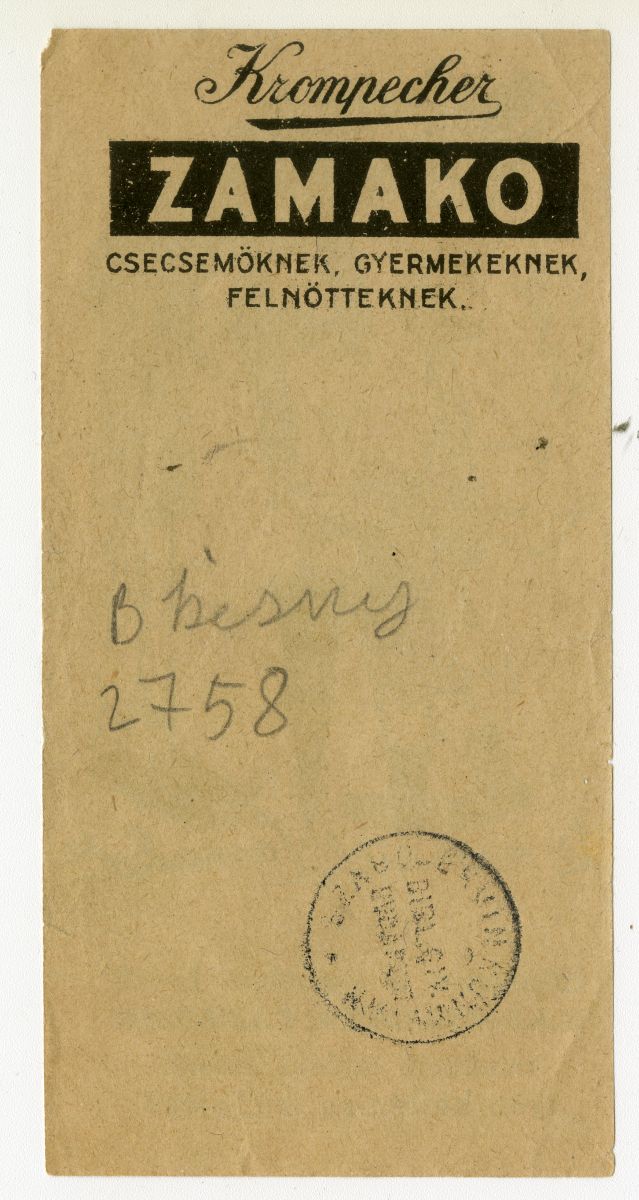 Krompecher
ZAMAKO
CSECSEMŐKNEK, GYERMEKEKNEK,
FELNŐTTEKNEK.
B
2758